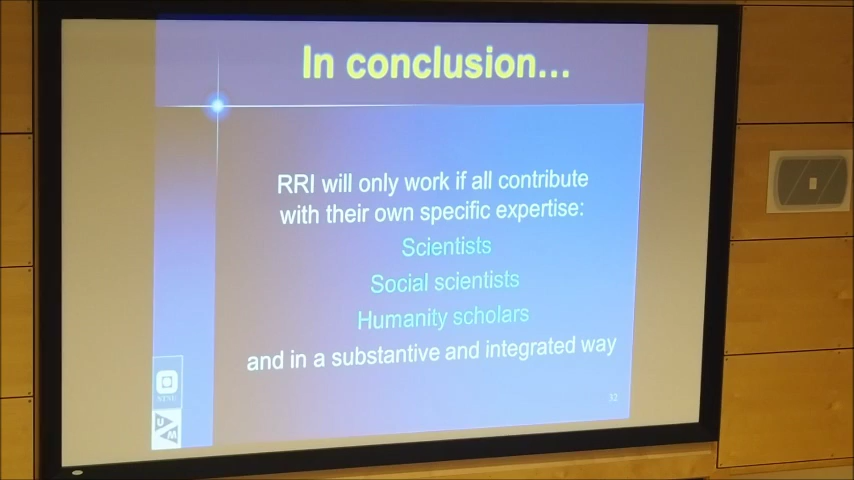 In conclusion...
RRI will only work if all contribute
with their own specific expertise:
Scientists
Social scientists
Humanity scholars
and in a substantive and integrated way
32